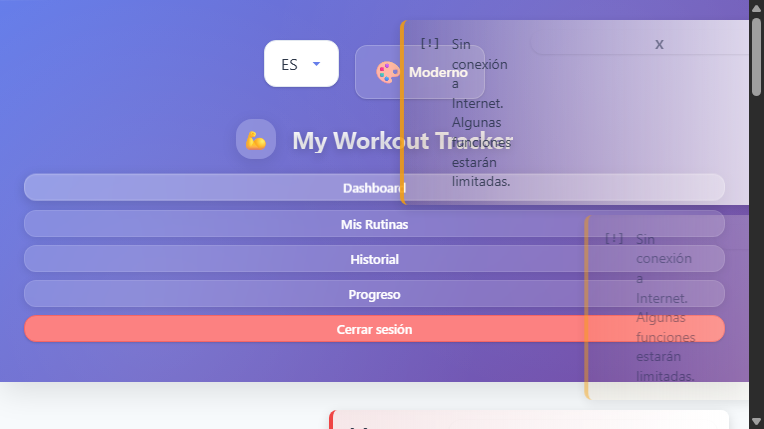 ES
Moderno
My Workout Tracker
Dashboard
Mis Rutinas
Historial
Progreso
Cerrar sesión
[!] Sin
conexión
a
Internet.
Algunas
funciones
estarán
limitadas.
X
[!] Sin
conexión
a
Internet.
Algunas
funciones
estarán
limitadas.